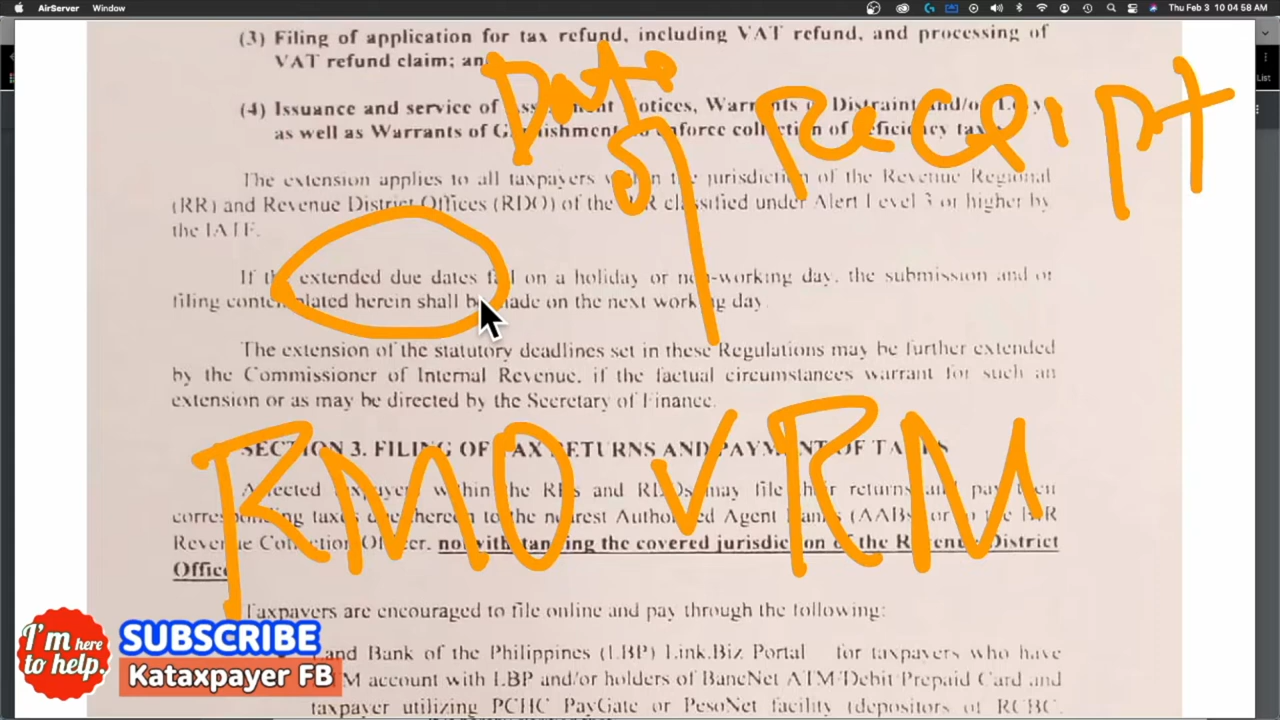 AirServer Window Thu Feb 3 10 04 58 AM
(3) Filing of application for tax refund, including VAT refund, and processing of
VAT refund claim; and
Date
of
Receipt
(4) Issuance and service of Assessment Notices, Warrants of Distraint and/or Levy
as well as Warrants of Garnishment to enforce collection of deficiency taxes
The extension applies to all taxpayers within the jurisdiction of the Revenue Regional
(RR) and Revenue District Offices (RDO) of the BIR classified under Alert Level 3 or higher by
the IATF.
If the extended due dates fall on a holiday or non-working day, the submission and or
filing contemplated herein shall be made on the next working day.
The extension of the statutory deadlines set in these Regulations may be further extended
by the Commissioner of Internal Revenue, if the factual circumstances warrant for such an
extension or as may be directed by the Secretary of Finance.
RMO v RM
SECTION 3. FILING OF TAX RETURNS AND PAYMENT OF TAXES
Affected taxpayers within the RRs and RDOs may file their returns and pay their
corresponding taxes due thereon to the nearest Authorized Agent Banks (AABs) or to the BIR
Revenue Collection Officer, notwithstanding the covered jurisdiction of the Revenue District
Office
Taxpayers are encouraged to file online and pay through the following:
Land Bank of the Philippines (LBP) Link.Biz Portal for taxpayers who have
account with LBP and/or holders of BancNet ATM/Debit Prepaid Card and
taxpayer utilizing PCHC PayGate or PesoNet facility (depositors of RCBC,
I'm here
to help.
SUBSCRIBE
Kataxpayer FB
List